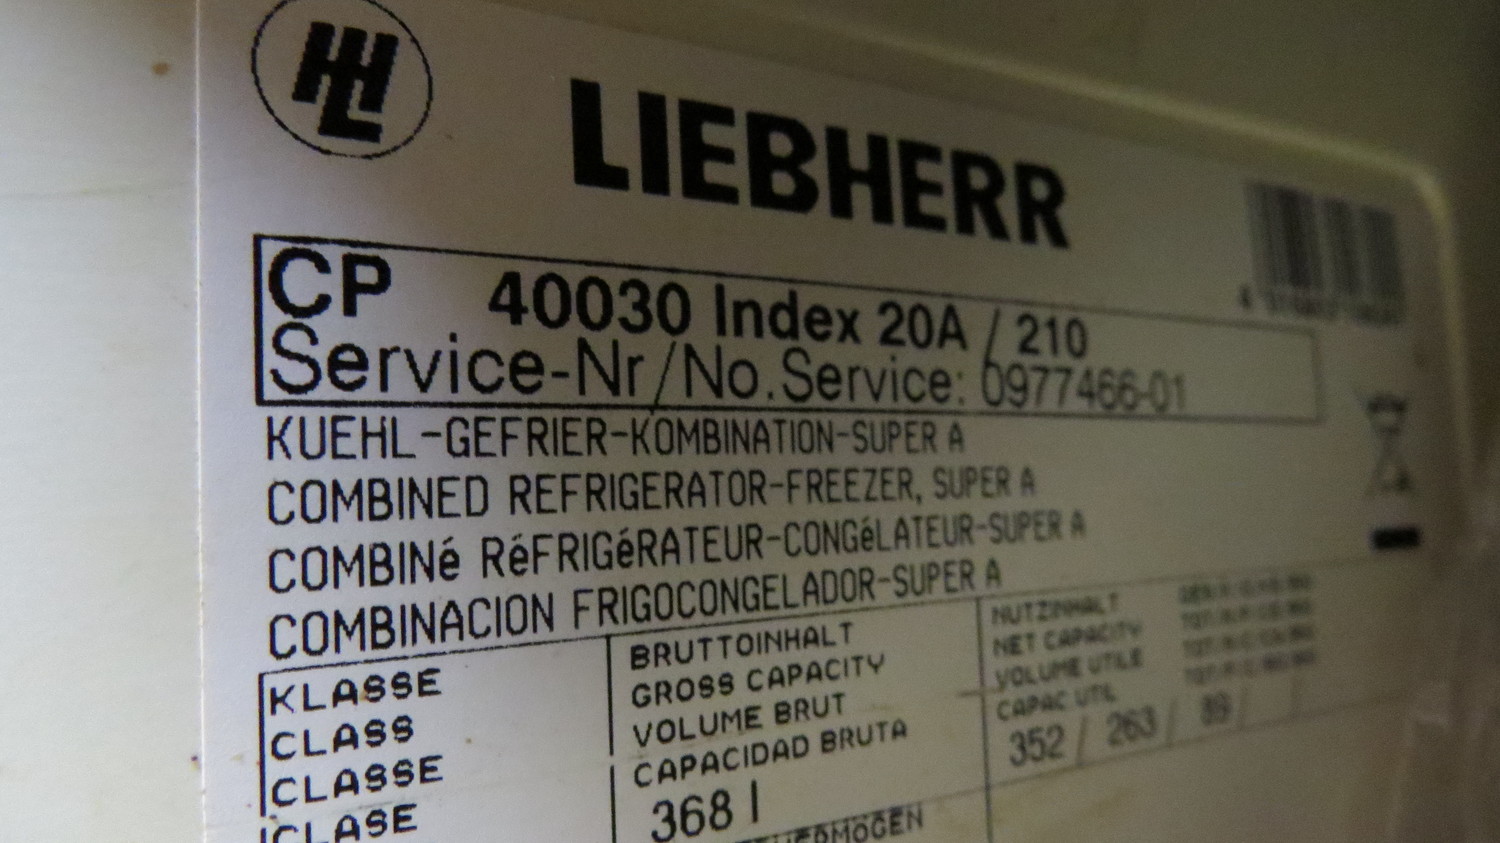 LIEBHERR
CP 40030 Index 20A / 210
Service-Nr/No.Service: 0977466-01
KUEHL-GEFRIER-KOMBINATION-SUPER A
COMBINED REFRIGERATOR-FREEZER, SUPER A
COMBINé RéFRIGéRATEUR-CONGéLATEUR-SUPER A
COMBINACION FRIGOCONGELADOR-SUPER A
KLASSE
CLASS
CLASSE
CLASE
BRUTTOINHALT
GROSS CAPACITY
VOLUME BRUT
CAPACIDAD BRUTA
368 l
NUTZINHALT
NET CAPACITY
VOLUME UTILE
CAPAC UTIL
352 / 263 / 89 /